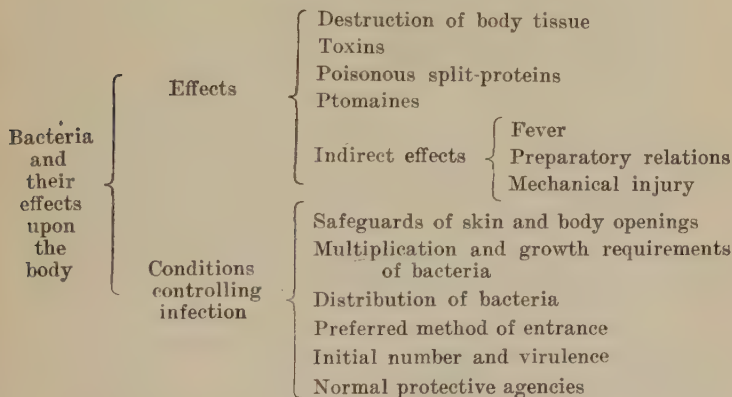 Bacteria
and
their
effects
upon
the
body
Effects
Destruction of body tissue
Toxins
Poisonous split-proteins
Ptomaines
Indirect effects
Fever
Preparatory relations
Mechanical injury
Conditions
controlling
infection
Safeguards of skin and body openings
Multiplication and growth requirements
of bacteria
Distribution of bacteria
Preferred method of entrance
Initial number and virulence
Normal protective agencies